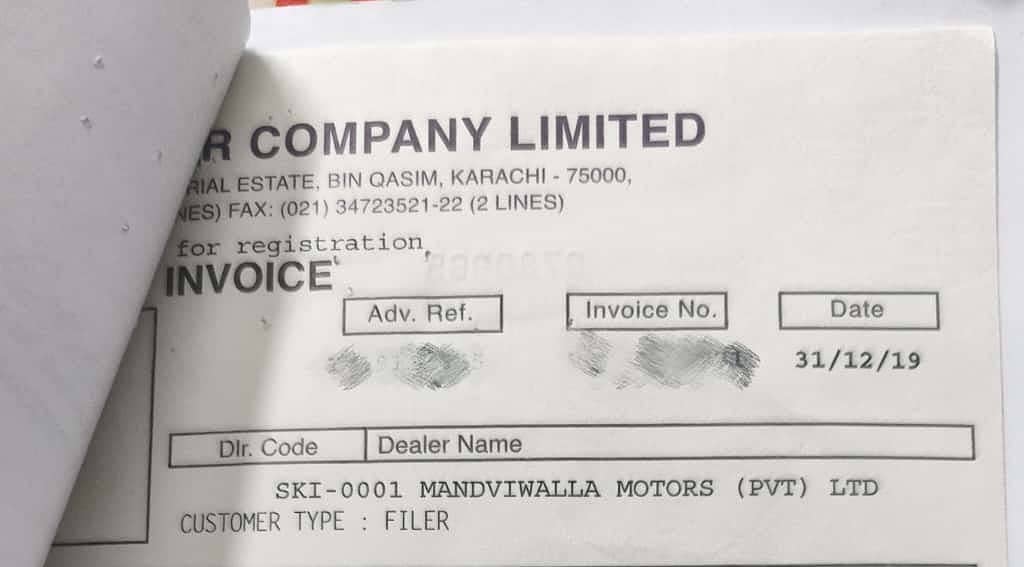 R COMPANY LIMITED
RIAL ESTATE, BIN QASIM, KARACHI - 75000,
NES) FAX: (021) 34723521-22 (2 LINES)
for registration
INVOICE
Adv. Ref. Invoice No. Date
31/12/19
Dlr. Code Dealer Name
SKI-0001 MANDVIWALLA MOTORS (PVT) LTD
CUSTOMER TYPE : FILER